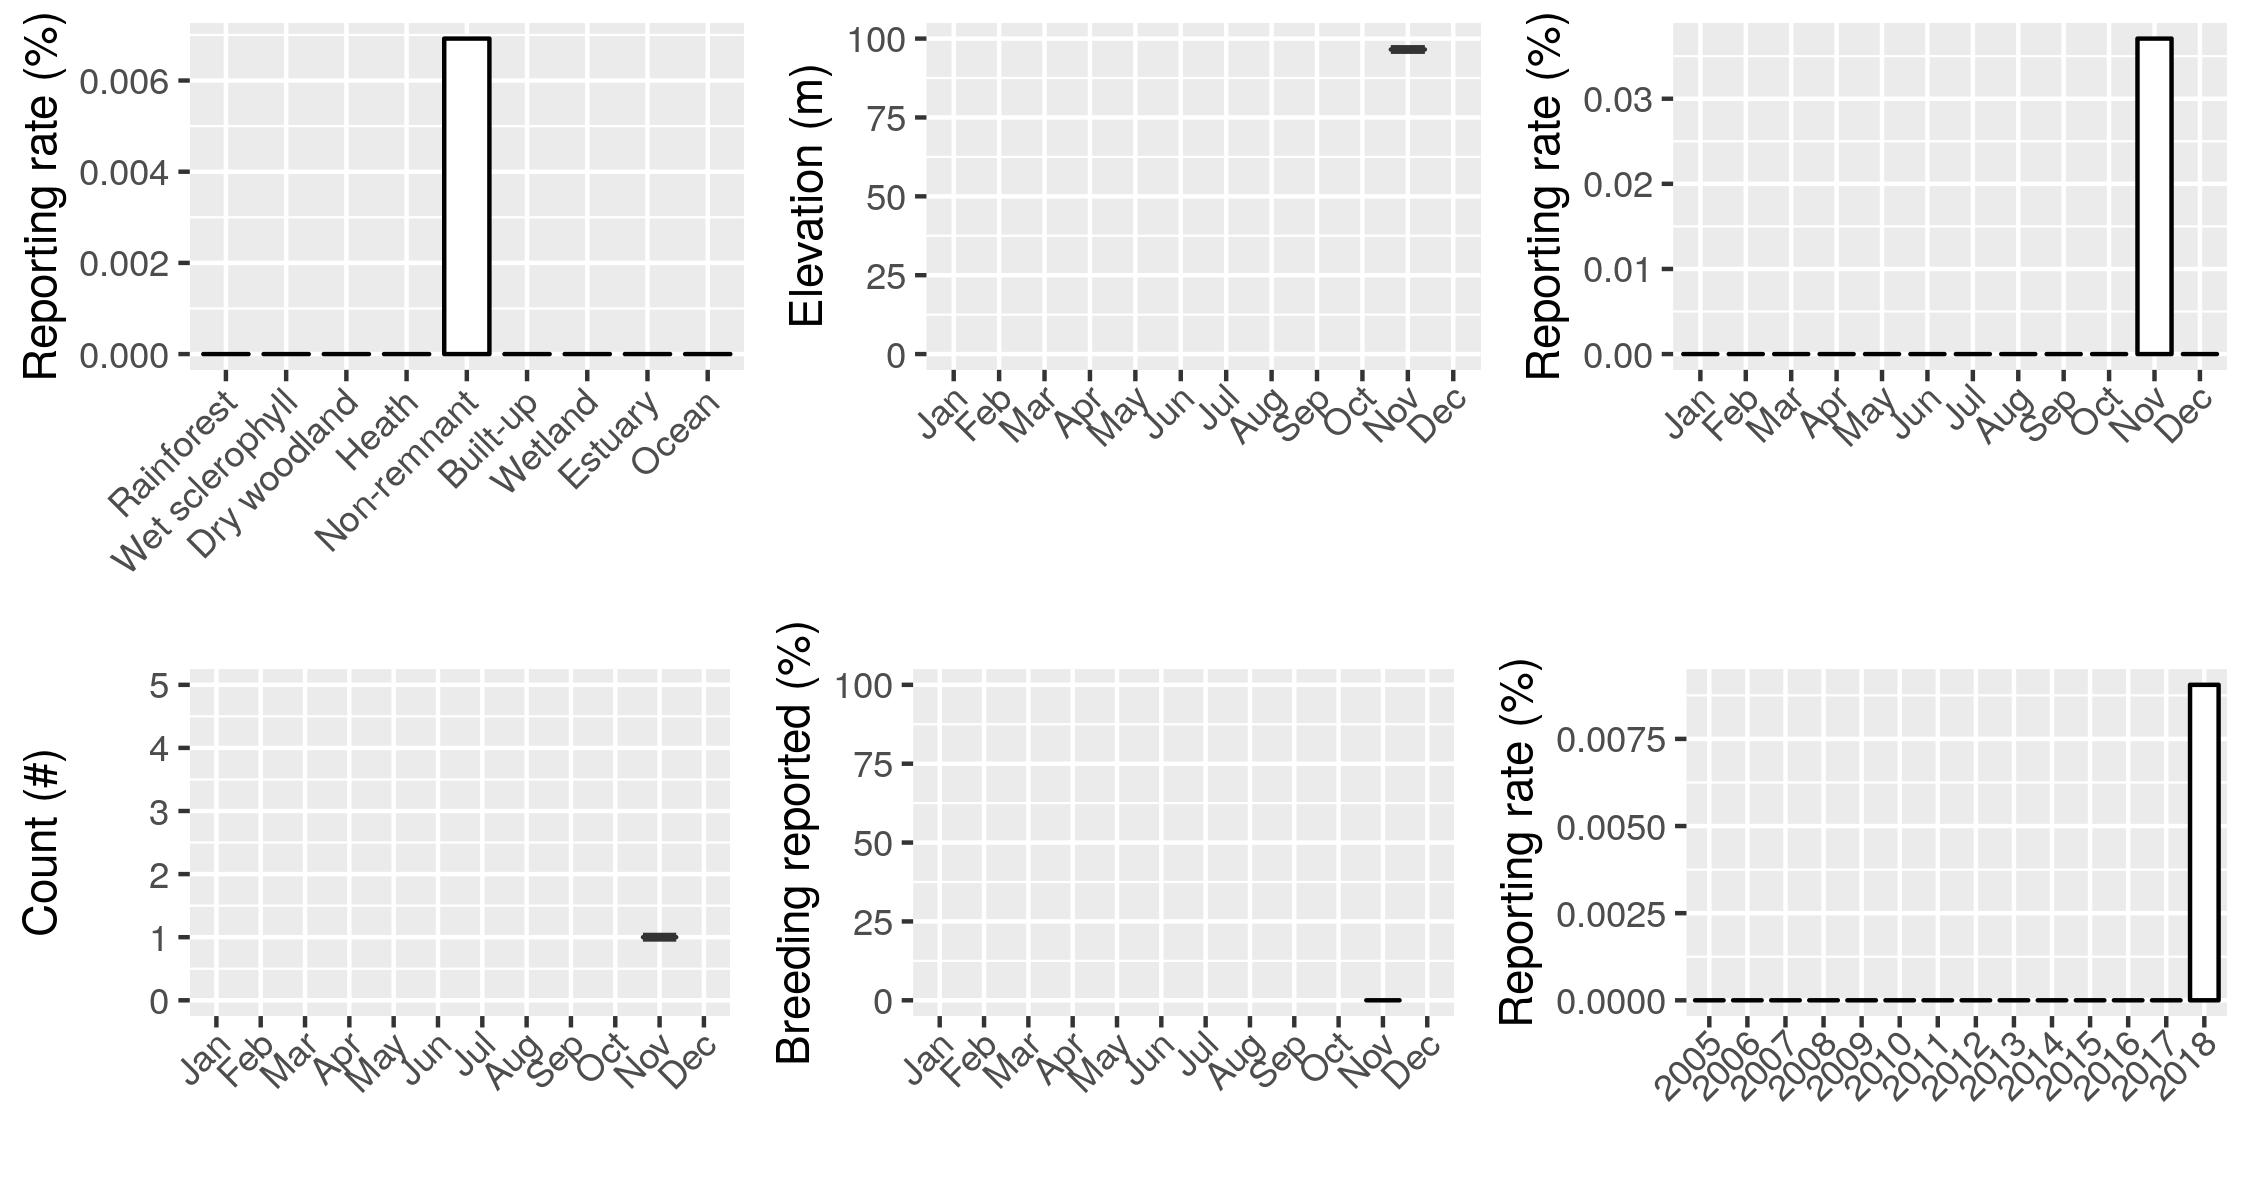 Reporting rate (%)
0.006
0.004
0.002
0.000
Rainforest
Wet sclerophyll
Dry woodland
Heath
Non-remnant
Built-up
Wetland
Estuary
Ocean
Elevation (m)
100
75
50
25
0
Jan
Feb
Mar
Apr
May
Jun
Jul
Aug
Sep
Oct
Nov
Dec
Reporting rate (%)
0.03
0.02
0.01
0.00
Jan
Feb
Mar
Apr
May
Jun
Jul
Aug
Sep
Oct
Nov
Dec
Count (#)
5
4
3
2
1
0
Jan
Feb
Mar
Apr
May
Jun
Jul
Aug
Sep
Oct
Nov
Dec
Breeding reported (%)
100
75
50
25
0
Jan
Feb
Mar
Apr
May
Jun
Jul
Aug
Sep
Oct
Nov
Dec
Reporting rate (%)
0.0075
0.0050
0.0025
0.0000
2005
2006
2007
2008
2009
2010
2011
2012
2013
2014
2015
2016
2017
2018